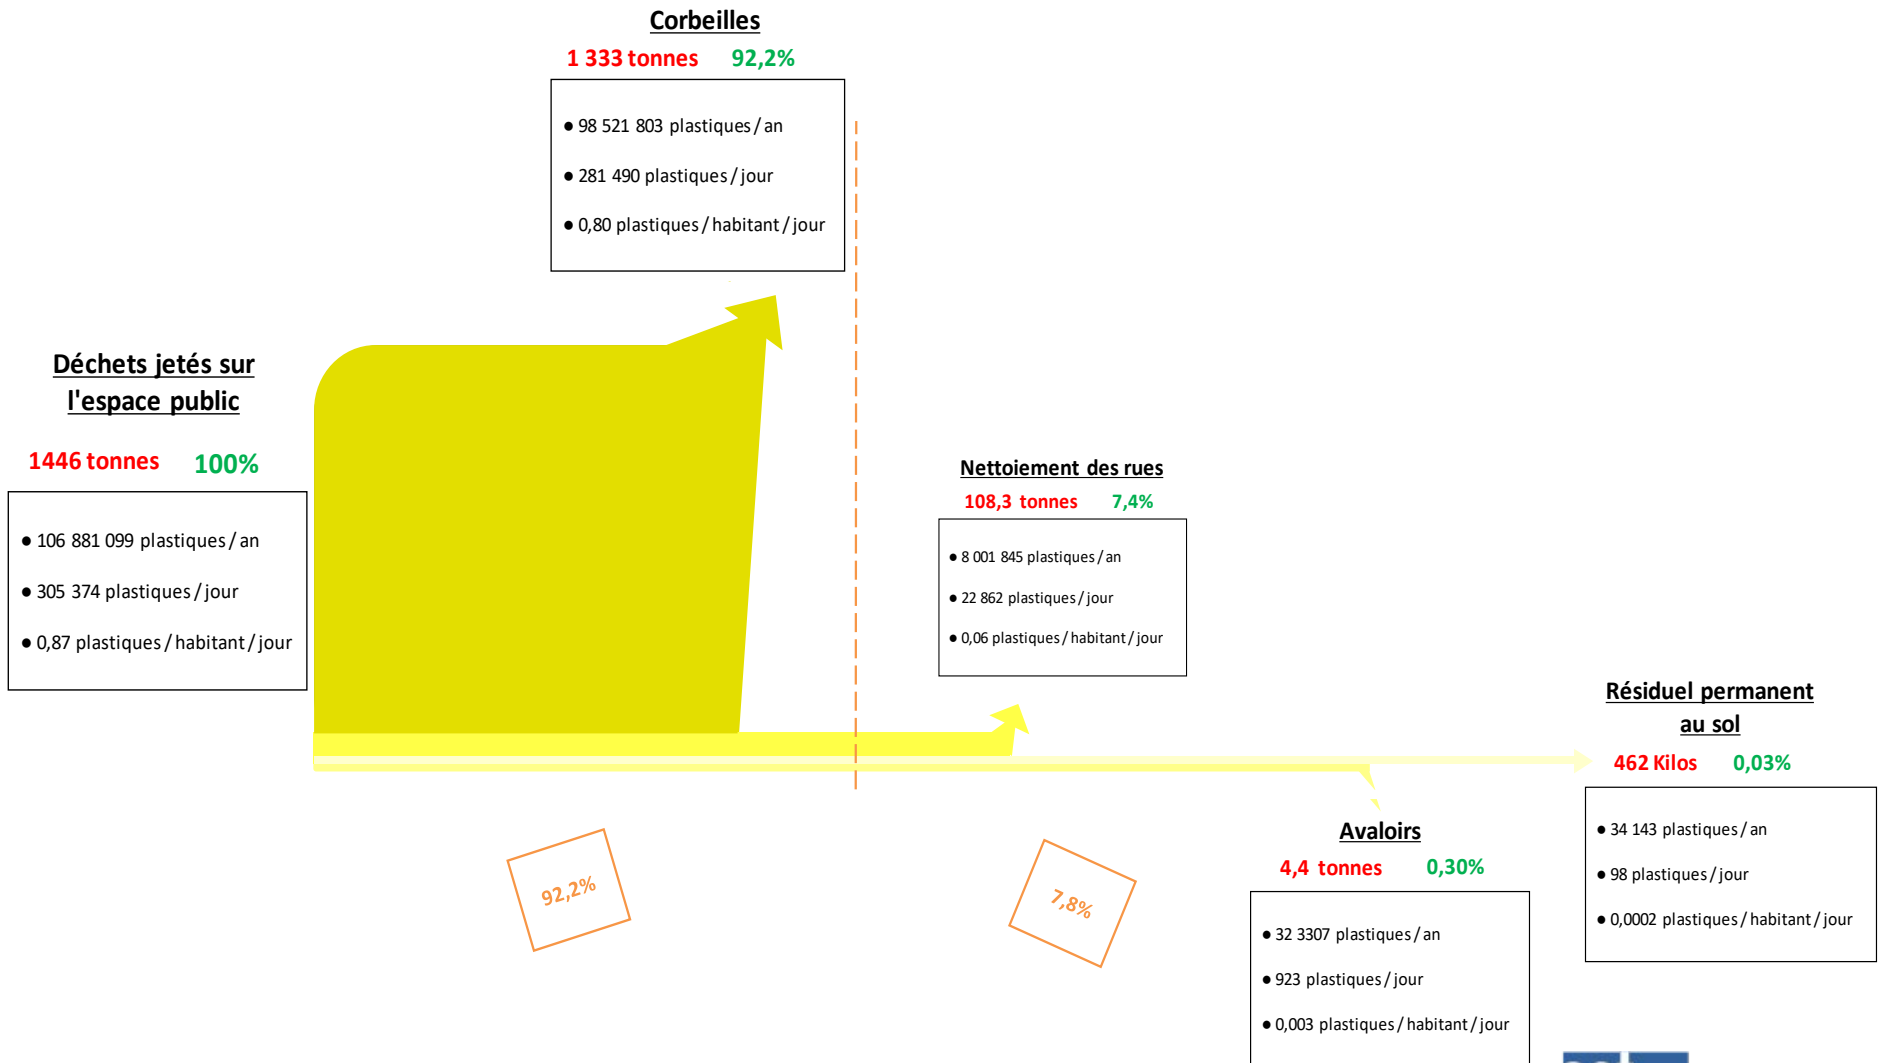 Corbeilles
1 333 tonnes 92,2%
● 98 521 803 plastiques / an
● 281 490 plastiques / jour
● 0,80 plastiques / habitant / jour
Déchets jetés sur
l'espace public
1446 tonnes 100%
● 106 881 099 plastiques / an
● 305 374 plastiques / jour
● 0,87 plastiques / habitant / jour
Nettoiement des rues
108,3 tonnes 7,4%
● 8 001 845 plastiques / an
● 22 862 plastiques / jour
● 0,06 plastiques / habitant / jour
Résiduel permanent
au sol
462 Kilos 0,03%
● 34 143 plastiques / an
● 98 plastiques / jour
● 0,0002 plastiques / habitant / jour
Avaloirs
4,4 tonnes 0,30%
● 32 3307 plastiques / an
● 923 plastiques / jour
● 0,003 plastiques / habitant / jour
92,2%
7,8%